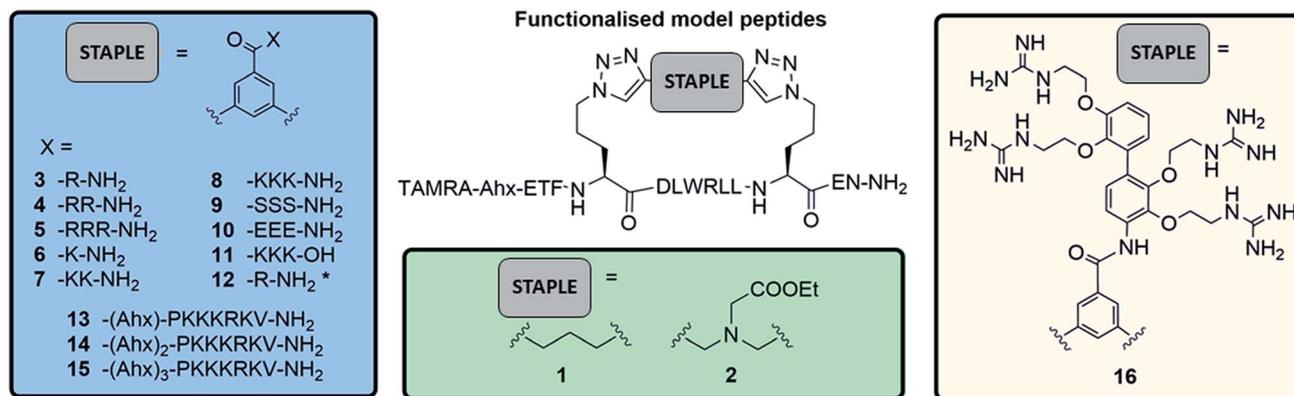 Functionalised model peptides
STAPLE =
O X
X =
3 -R-NH2
4 -RR-NH2
5 -RRR-NH2
6 -K-NH2
7 -KK-NH2
8 -KKK-NH2
9 -SSS-NH2
10 -EEE-NH2
11 -KKK-OH
12 -R-NH2 *
13 -(Ahx)-PKKKRKV-NH2
14 -(Ahx)2-PKKKRKV-NH2
15 -(Ahx)3-PKKKRKV-NH2
N=N N=N
N STAPLE N
TAMRA-Ahx-ETF-N H O DLWRLL-N H O EN-NH2
STAPLE =
COOEt
N
1 2
STAPLE =
NH
H2N N H O
H2N H N O O H N NH2
NH NH
O
O H N NH
NH2
O NH
16